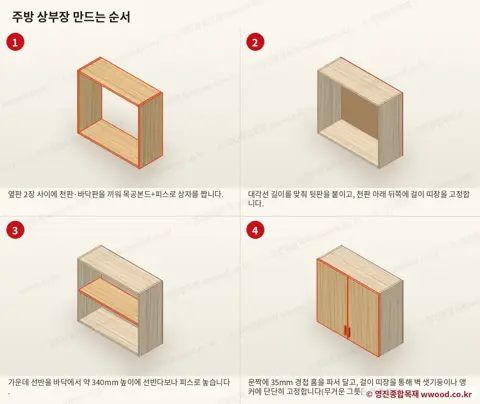 주방 상부장 만드는 순서
1
2
옆판 2장 사이에 천판·바닥판을 끼워 목공본드+피스로 상자를 짭니다.
대각선 길이를 맞춰 뒷판을 붙이고, 천판 아래 뒤쪽에 걸이 띠장을 고정합
니다.
3
4
가운데 선반을 바닥에서 약 340mm 높이에 선반다보나 피스로 놓습니다
.
문짝에 35mm 경첩 홈을 파서 달고, 걸이 띠장을 통해 벽 샛기둥이나 앵
커에 단단히 고정합니다(무거운 그릇
© 영진종합목재 wwood.co.kr